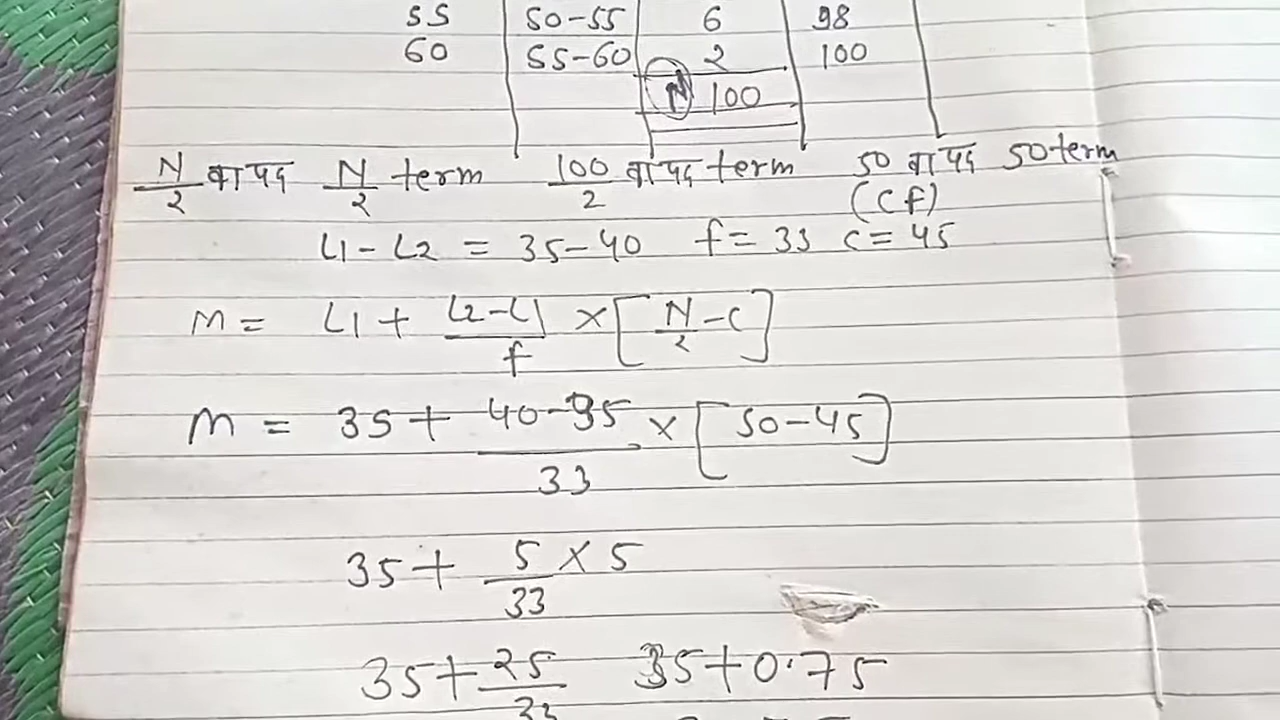 55 50-55 6 98
60 55-60 2 100
N 100
N/2 वा पद N/2 term 100/2 वा पद term 50 वा पद 50 term
(Cf)
L1-L2 = 35-40 f = 33 c = 45
M = L1 + L2-L1/f × [N/2 - C]
M = 35 + 40-35/33 × [50-45]
35 + 5/33 × 5
35 + 25/33 35 + 0.75